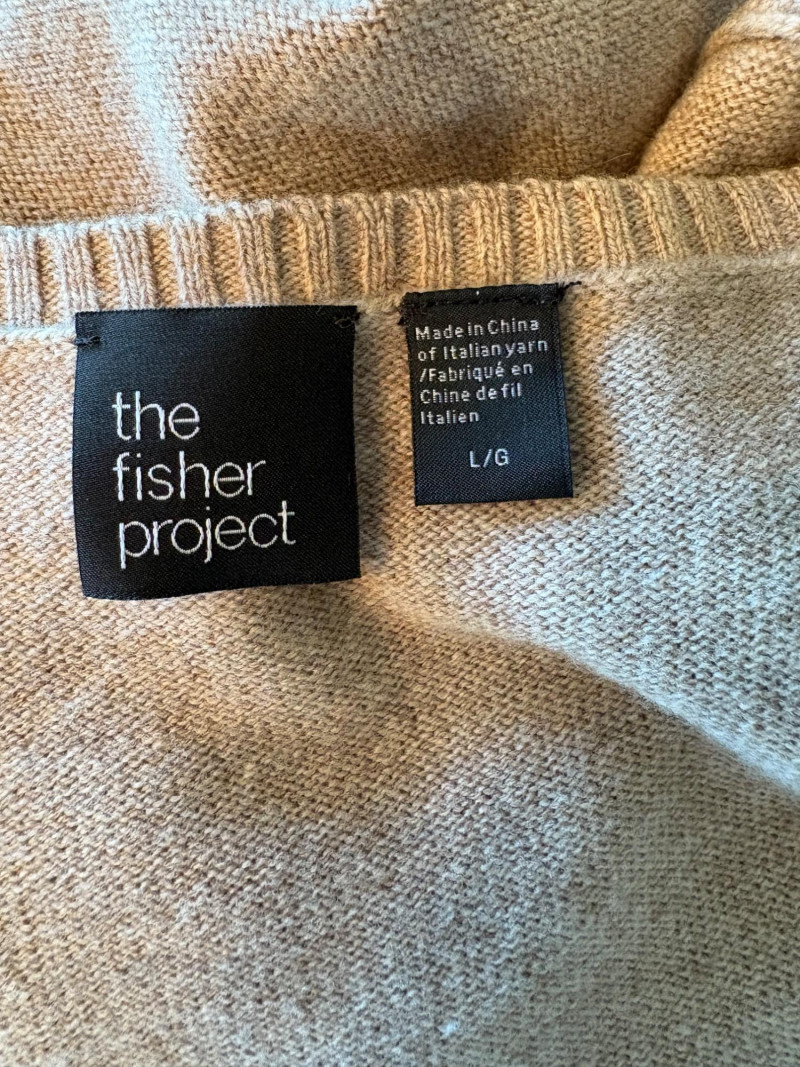 the
fisher
project
Made in China
of Italian yarn
/Fabriqué en
Chine de fil
Italien
L/G